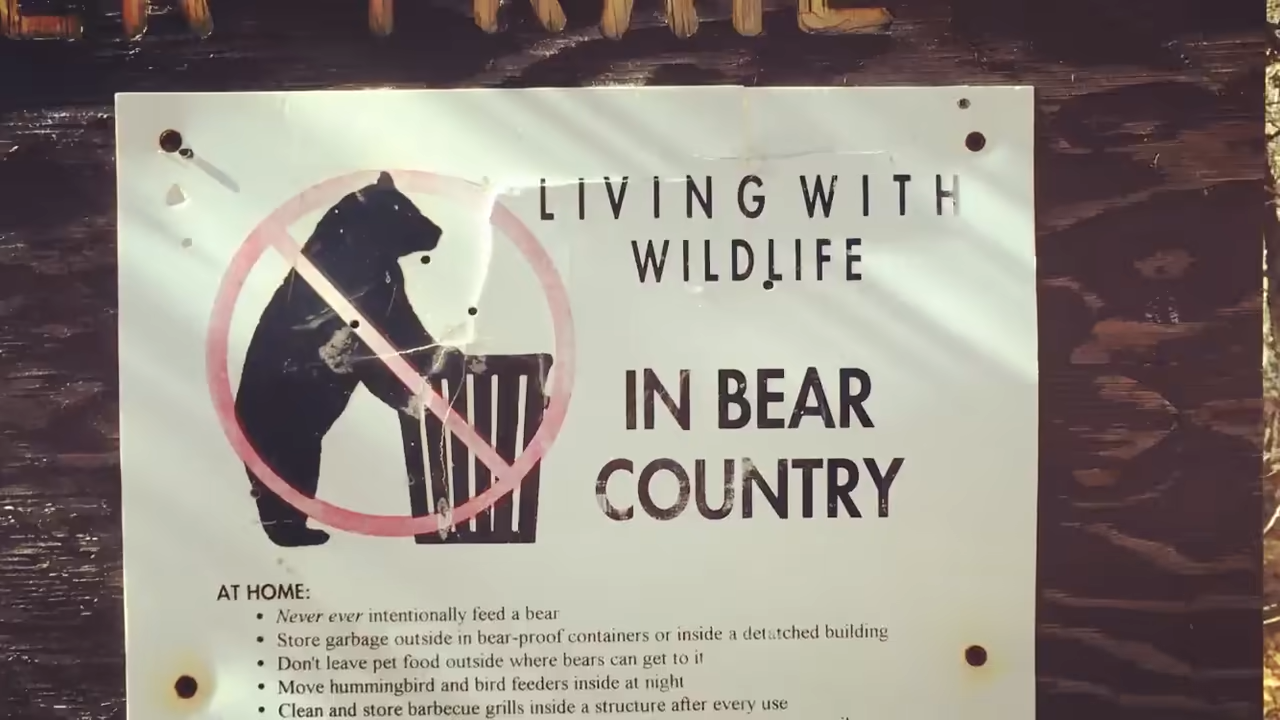 TRAIL
LIVING WITH
WILDLIFE
IN BEAR
COUNTRY
AT HOME:
• Never ever intentionally feed a bear
• Store garbage outside in bear-proof containers or inside a detatched building
• Don't leave pet food outside where bears can get to it
• Move hummingbird and bird feeders inside at night
• Clean and store barbecue grills inside a structure after every use